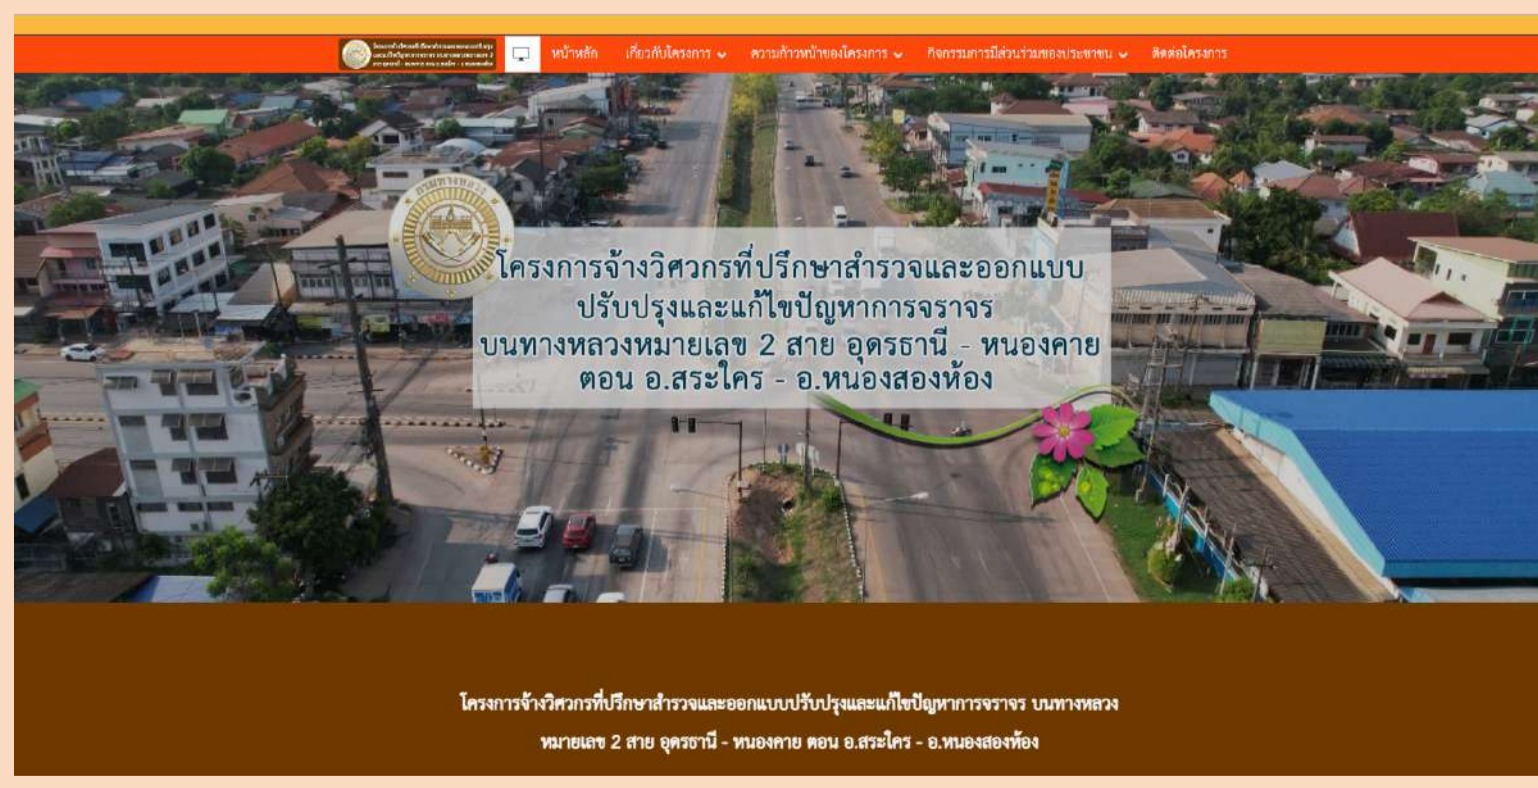 หน้าหลัก
เกี่ยวกับโครงการ
ความก้าวหน้าของโครงการ
กิจกรรมการมีส่วนร่วมของประชาชน
ติดต่อโครงการ
กรมทางหลวง
โครงการจ้างวิศวกรที่ปรึกษาสำรวจและออกแบบ
ปรับปรุงและแก้ไขปัญหาการจราจร
บนทางหลวงหมายเลข 2 สาย อุดรธานี - หนองคาย
ตอน อ.สระใคร - อ.หนองสองห้อง
โครงการจ้างวิศวกรที่ปรึกษาสำรวจและออกแบบปรับปรุงและแก้ไขปัญหาการจราจร บนทางหลวง
หมายเลข 2 สาย อุดรธานี - หนองคาย ตอน อ.สระใคร - อ.หนองสองห้อง